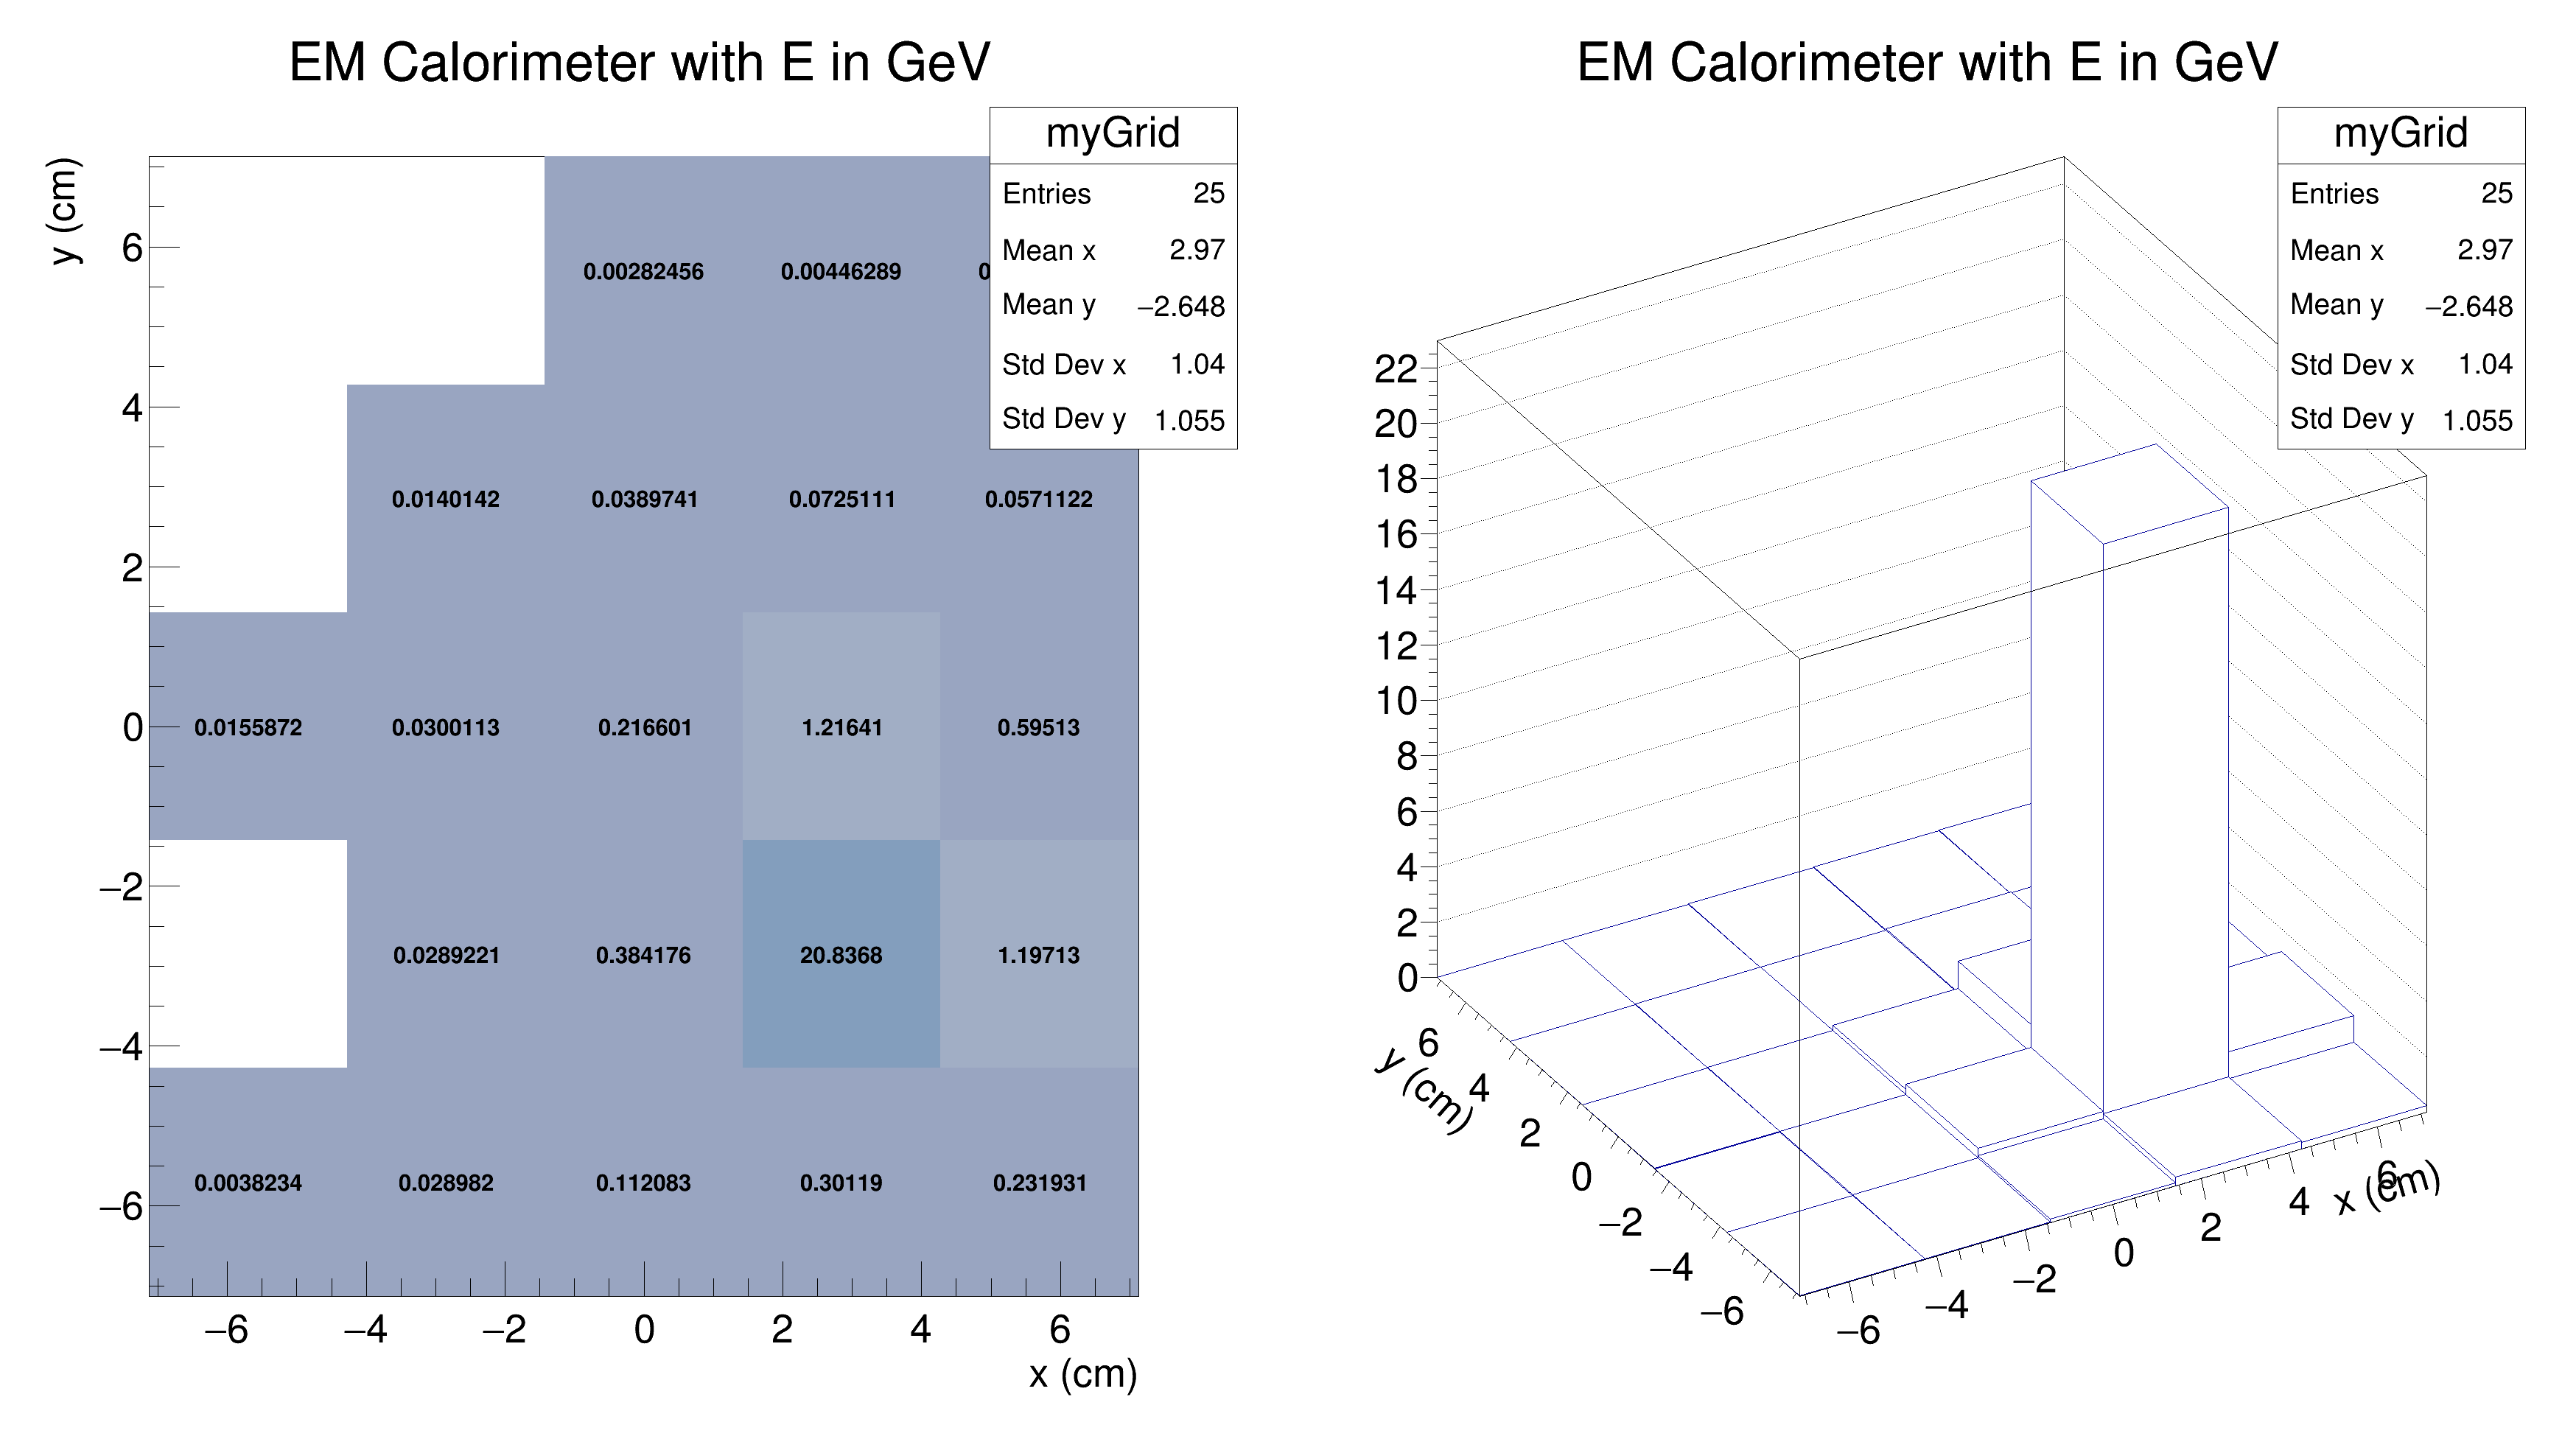 EM Calorimeter with E in GeV
myGrid
Entries 25
Mean x 2.97
Mean y −2.648
Std Dev x 1.04
Std Dev y 1.055
y (cm)
6
4
2
0
−2
−4
−6
0.00282456 0.00446289
0.0140142 0.0389741 0.0725111 0.0571122
0.0155872 0.0300113 0.216601 1.21641 0.59513
0.0289221 0.384176 20.8368 1.19713
0.0038234 0.028982 0.112083 0.30119 0.231931
−6 −4 −2 0 2 4 6
x (cm)
EM Calorimeter with E in GeV
myGrid
Entries 25
Mean x 2.97
Mean y −2.648
Std Dev x 1.04
Std Dev y 1.055
22
20
18
16
14
12
10
8
6
4
2
0
y (cm)
6
4
2
0
−2
−4
−6
−6 −4 −2 0 2 4 6
x (cm)